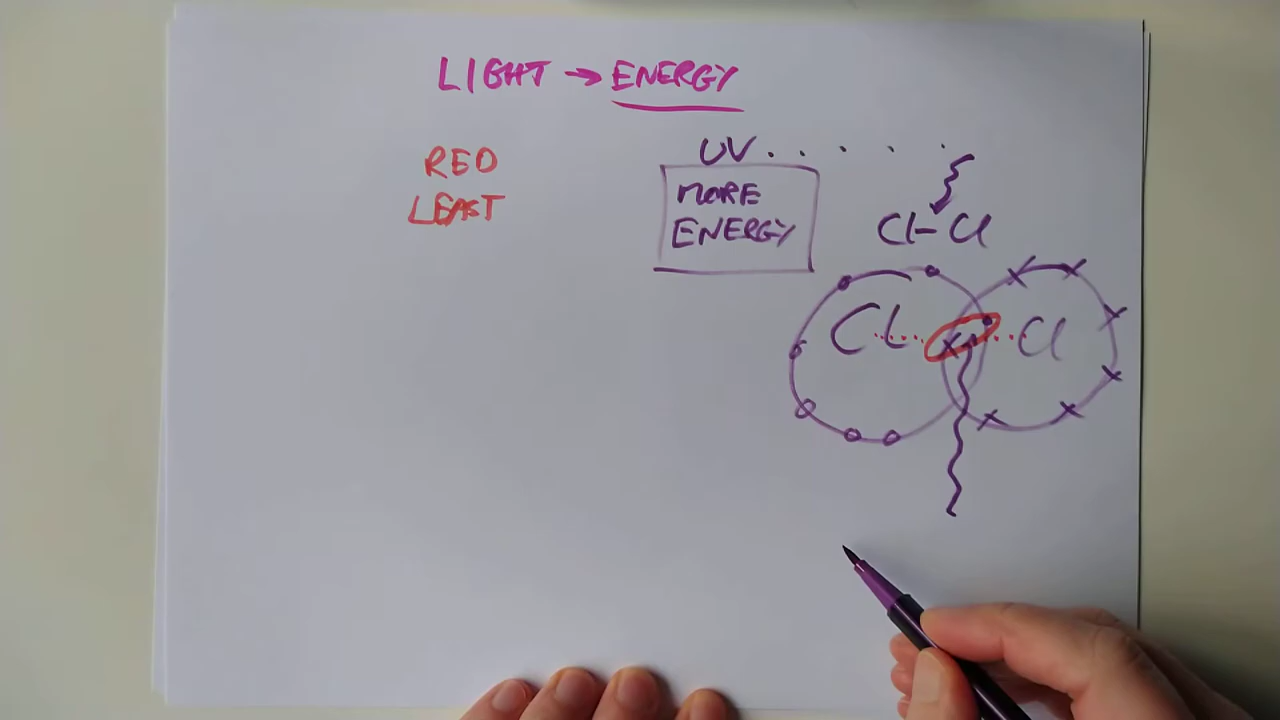 LIGHT → ENERGY
RED
LEAST
UV.....
MORE
ENERGY
Cl-Cl
Cl
Cl